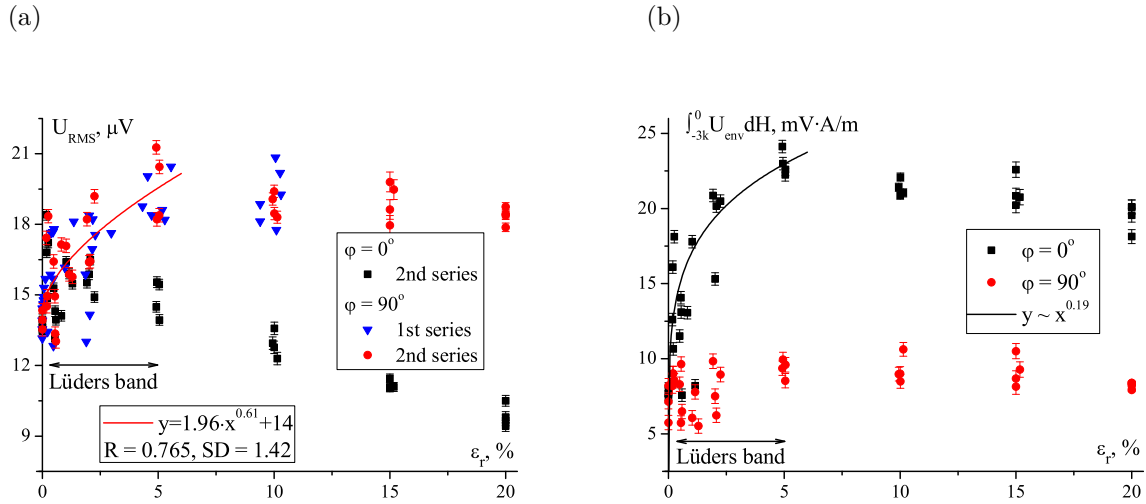 (a)
U_RMS, μV
21
18
15
12
9
0
5
10
15
20
ε_r, %
φ = 0°
2nd series
φ = 90°
1st series
2nd series
Lüders band
y=1.96·x^0.61+14
R = 0.765, SD = 1.42
(b)
∫_-3k^0 U_env dH, mV·A/m
25
20
15
10
5
0
5
10
15
20
ε_r, %
φ = 0°
φ = 90°
y ~ x^0.19
Lüders band